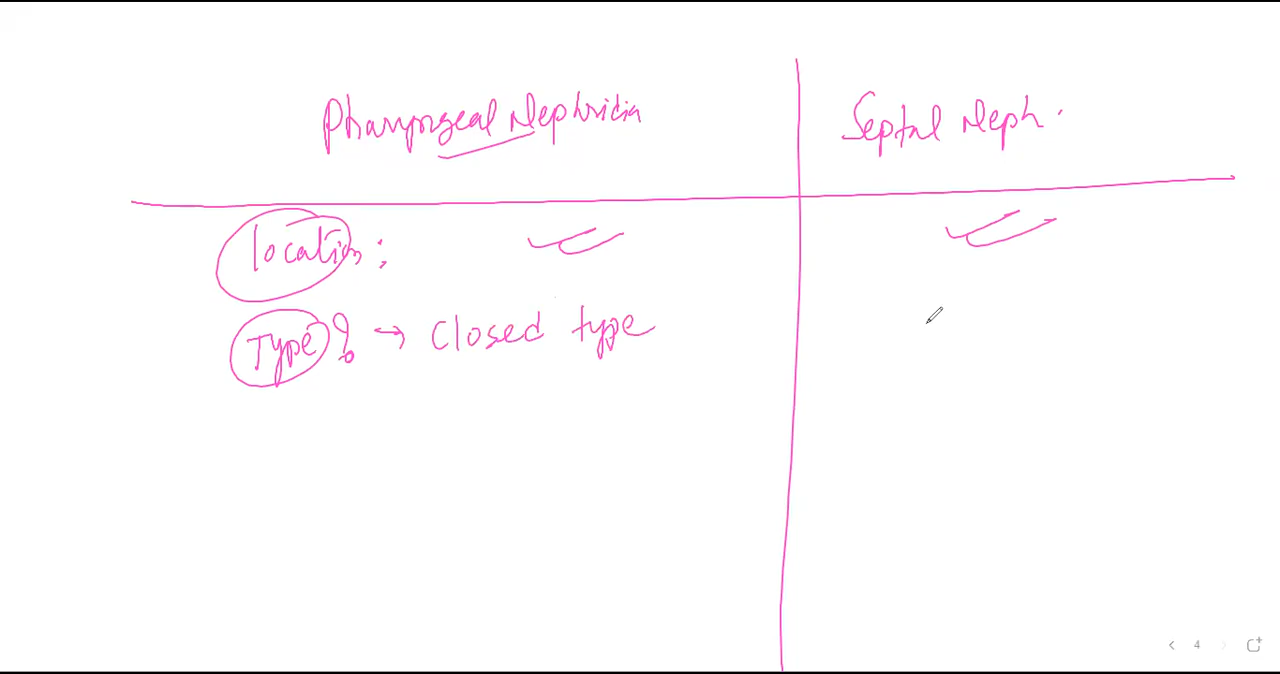 Pharyngeal Nephridia
Septal Neph.
location :
Type ? → Closed type
4